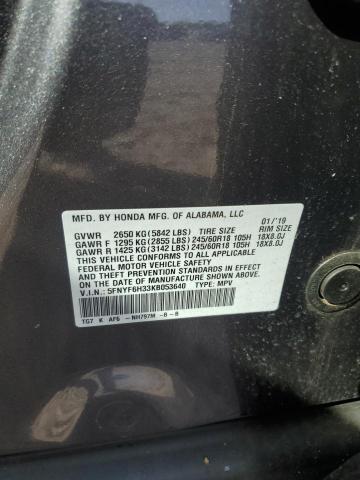 MFD. BY HONDA MFG. OF ALABAMA, LLC 01/'19
GVWR 2650 KG (5842 LBS) TIRE SIZE RIM SIZE
GAWR F 1295 KG (2855 LBS) 245/60R18 105H 18X8.0J
GAWR R 1425 KG (3142 LBS) 245/60R18 105H 18X8.0J
THIS VEHICLE CONFORMS TO ALL APPLICABLE
FEDERAL MOTOR VEHICLE SAFETY AND
THEFT PREVENTION STANDARDS IN EFFECT
ON THE DATE OF MANUFACTURE SHOWN ABOVE.
V.I.N.: 5FNYF6H33KB053640 TYPE: MPV
TG7 K AF6 -NH797M -B-B